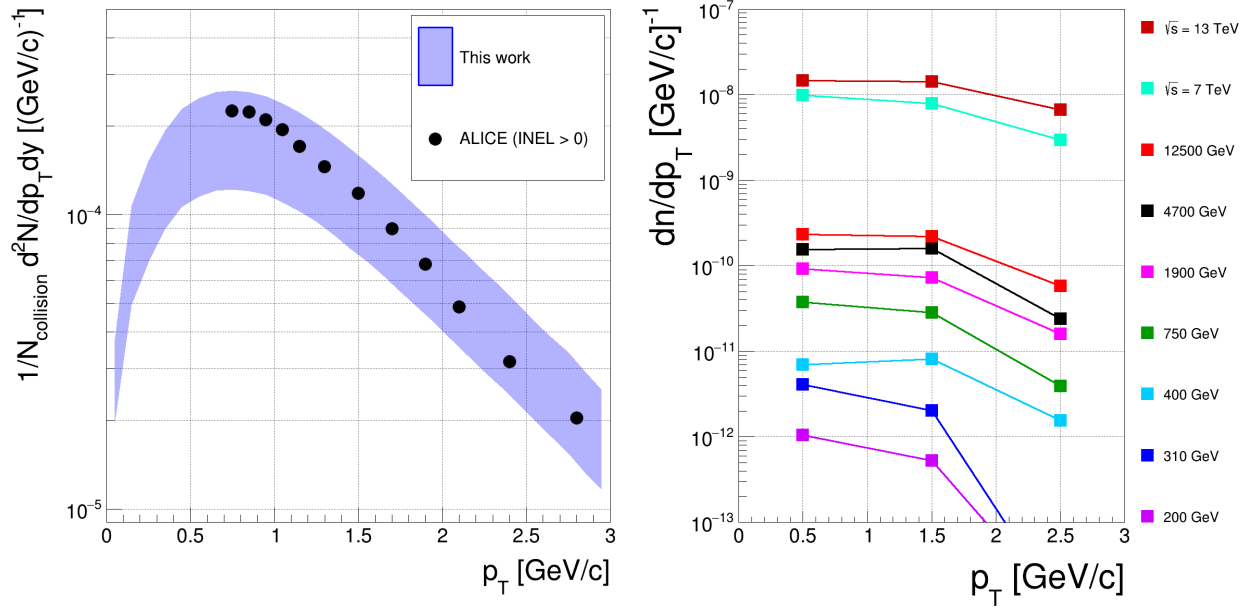 1/N_collision d²N/dp_T dy [(GeV/c)⁻¹]
10⁻⁴
10⁻⁵
This work
ALICE (INEL > 0)
0 0.5 1 1.5 2 2.5 3
p_T [GeV/c]
dn/dp_T [GeV/c]⁻¹
10⁻⁷
10⁻⁸
10⁻⁹
10⁻¹⁰
10⁻¹¹
10⁻¹²
10⁻¹³
0 0.5 1 1.5 2 2.5 3
p_T [GeV/c]
√s = 13 TeV
√s = 7 TeV
12500 GeV
4700 GeV
1900 GeV
750 GeV
400 GeV
310 GeV
200 GeV